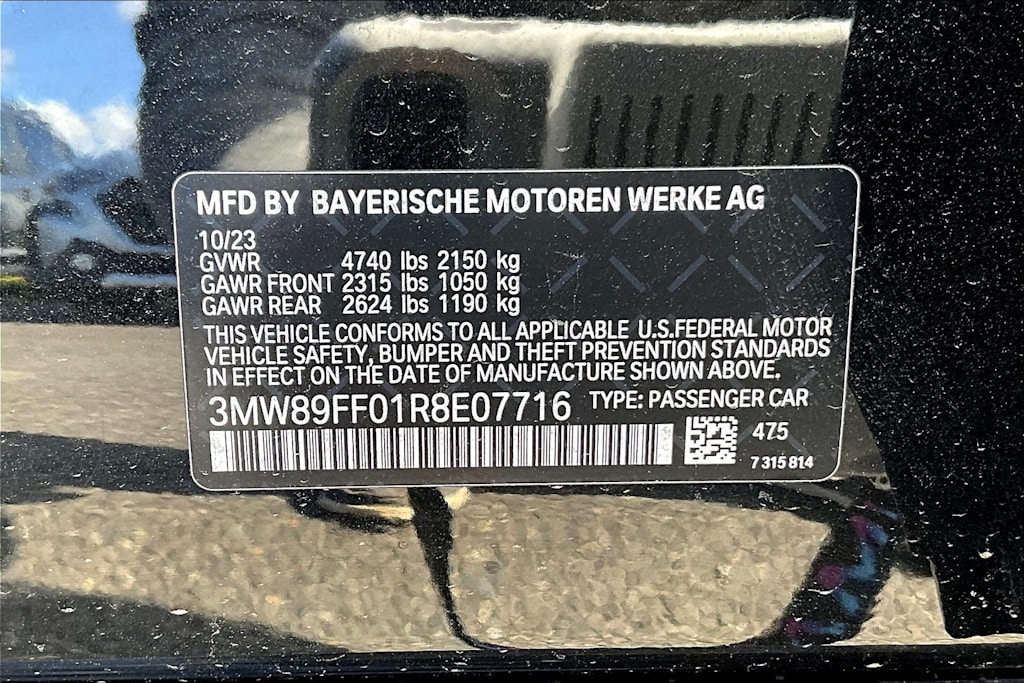 MFD BY BAYERISCHE MOTOREN WERKE AG
10/23
GVWR 4740 lbs 2150 kg
GAWR FRONT 2315 lbs 1050 kg
GAWR REAR 2624 lbs 1190 kg
THIS VEHICLE CONFORMS TO ALL APPLICABLE U.S.FEDERAL MOTOR
VEHICLE SAFETY, BUMPER AND THEFT PREVENTION STANDARDS
IN EFFECT ON THE DATE OF MANUFACTURE SHOWN ABOVE.
3MW89FF01R8E07716 TYPE: PASSENGER CAR
475
7 315 814